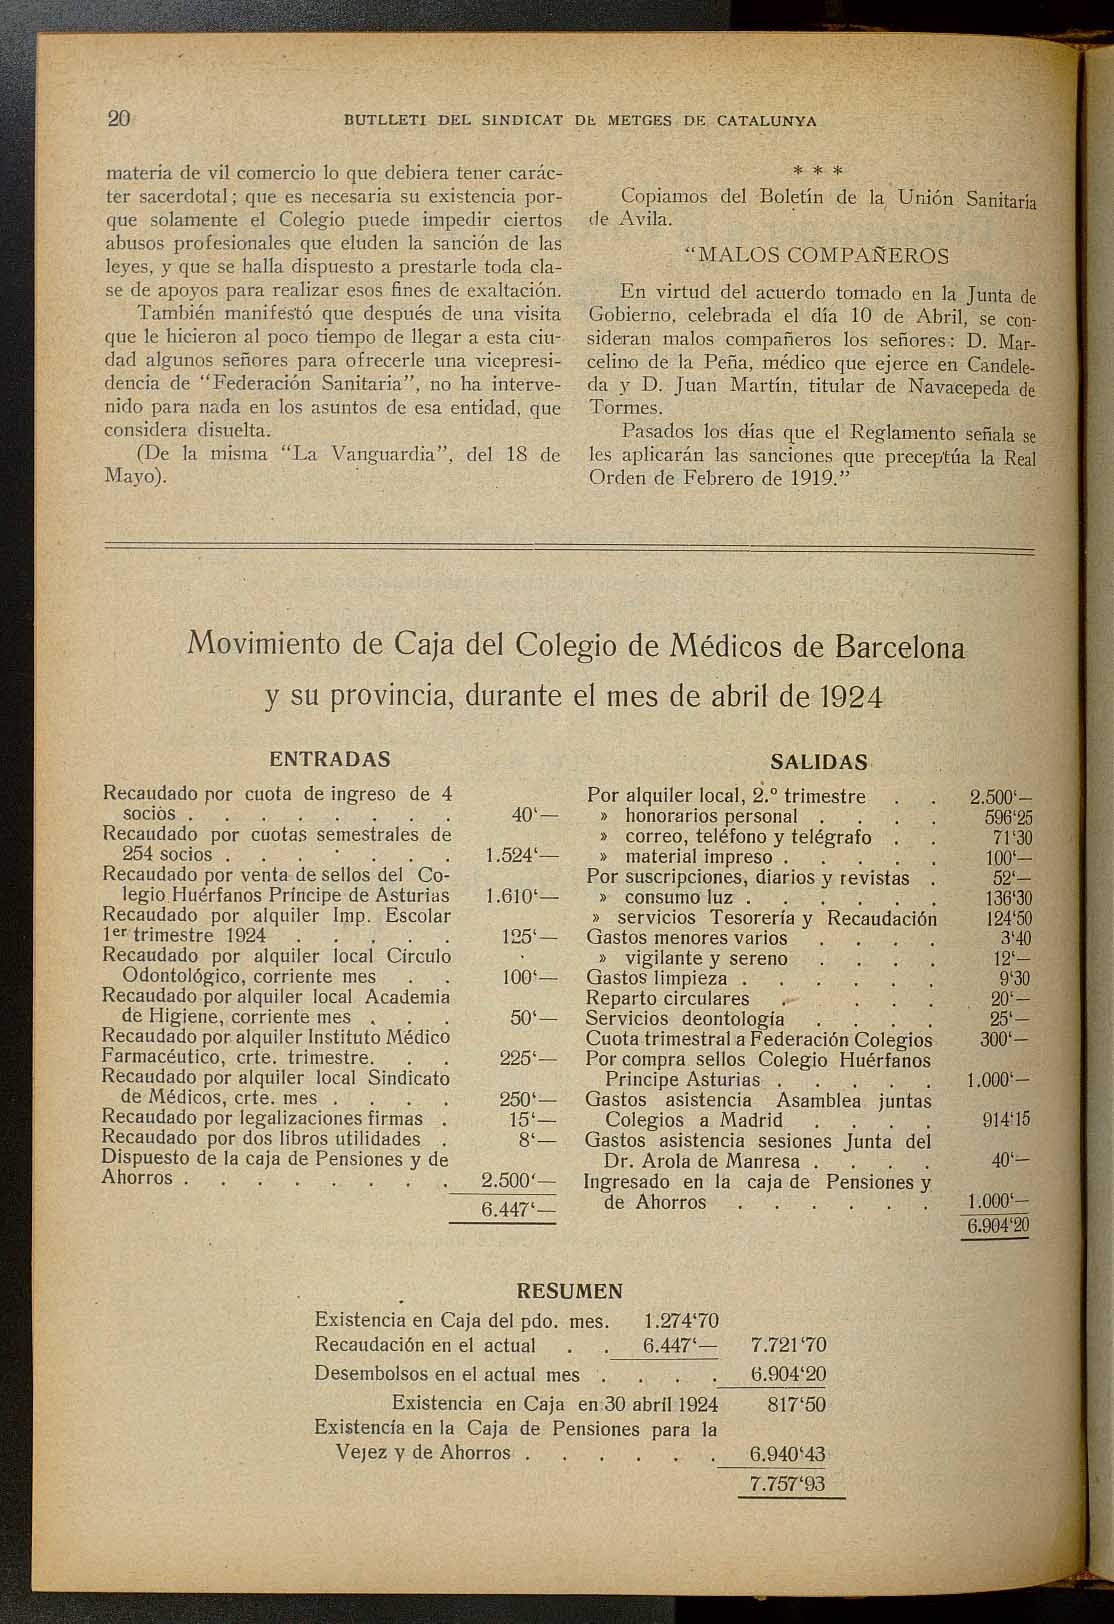 20
BUTLLETI DEL SINDICAT DE METGES DE CATALUNYA
materia de vil comercio lo que debiera tener carác-
ter sacerdotal; que es necesaria su existencia por-
que solamente el Colegio puede impedir ciertos
abusos profesionales que eluden la sanción de las
leyes, y que se halla dispuesto a prestarle toda cla-
se de apoyos para realizar esos fines de exaltación.
También manifestó que después de una visita
que le hicieron al poco tiempo de llegar a esta ciu-
dad algunos señores para ofrecerle una vicepresi-
dencia de “Federación Sanitaria”, no ha interve-
nido para nada en los asuntos de esa entidad, que
considera disuelta.
(De la misma “La Vanguardia”, del 18 de
Mayo).
* * *
Copiamos del Boletín de la Unión Sanitaria
de Avila.
“MALOS COMPAÑEROS
En virtud del acuerdo tomado en la Junta de
Gobierno, celebrada el día 10 de Abril, se con-
sideran malos compañeros los señores: D. Mar-
celino de la Peña, médico que ejerce en Candele-
da y D. Juan Martín, titular de Navacepeda de
Tormes.
Pasados los días que el Reglamento señala se
les aplicarán las sanciones que preceptúa la Real
Orden de Febrero de 1919.”
Movimiento de Caja del Colegio de Médicos de Barcelona
y su provincia, durante el mes de abril de 1924
ENTRADAS
Recaudado por cuota de ingreso de 4
socios . . . . . . . . 40‘—
Recaudado por cuotas semestrales de
254 socios . . . . . . . 1.524‘—
Recaudado por venta de sellos del Co-
legio Huérfanos Príncipe de Asturias 1.610‘—
Recaudado por alquiler Imp. Escolar
1er trimestre 1924 . . . . . 125‘—
Recaudado por alquiler local Círculo
Odontológico, corriente mes . . 100‘—
Recaudado por alquiler local Academia
de Higiene, corriente mes . . . 50‘—
Recaudado por alquiler Instituto Médico
Farmacéutico, crte. trimestre. . . 225‘—
Recaudado por alquiler local Sindicato
de Médicos, crte. mes . . . . 250‘—
Recaudado por legalizaciones firmas . 15‘—
Recaudado por dos libros utilidades . 8‘—
Dispuesto de la caja de Pensiones y de
Ahorros . . . . . . . . 2.500‘—
6.447‘—
SALIDAS
Por alquiler local, 2.º trimestre . . 2.500‘—
» honorarios personal . . . . 596‘25
» correo, teléfono y telégrafo . . 71‘30
» material impreso . . . . . 100‘—
Por suscripciones, diarios y revistas . 52‘—
» consumo luz . . . . . . 136‘30
» servicios Tesorería y Recaudación 124‘50
Gastos menores varios . . . . 3‘40
» vigilante y sereno . . . . 12‘—
Gastos limpieza . . . . . . 9‘30
Reparto circulares . . . . 20‘—
Servicios deontología . . . . 25‘—
Cuota trimestral a Federación Colegios 300‘—
Por compra sellos Colegio Huérfanos
Principe Asturias . . . . . 1.000‘—
Gastos asistencia Asamblea juntas
Colegios a Madrid . . . . 914‘15
Gastos asistencia sesiones Junta del
Dr. Arola de Manresa . . . . 40‘—
Ingresado en la caja de Pensiones y
de Ahorros . . . . . . 1.000‘—
6.904‘20
RESUMEN
Existencia en Caja del pdo. mes. 1.274‘70
Recaudación en el actual . . 6.447‘— 7.721‘70
Desembolsos en el actual mes . . . . 6.904‘20
Existencia en Caja en 30 abril 1924 817‘50
Existencia en la Caja de Pensiones para la
Vejez y de Ahorros . . . . . . 6.940‘43
7.757‘93